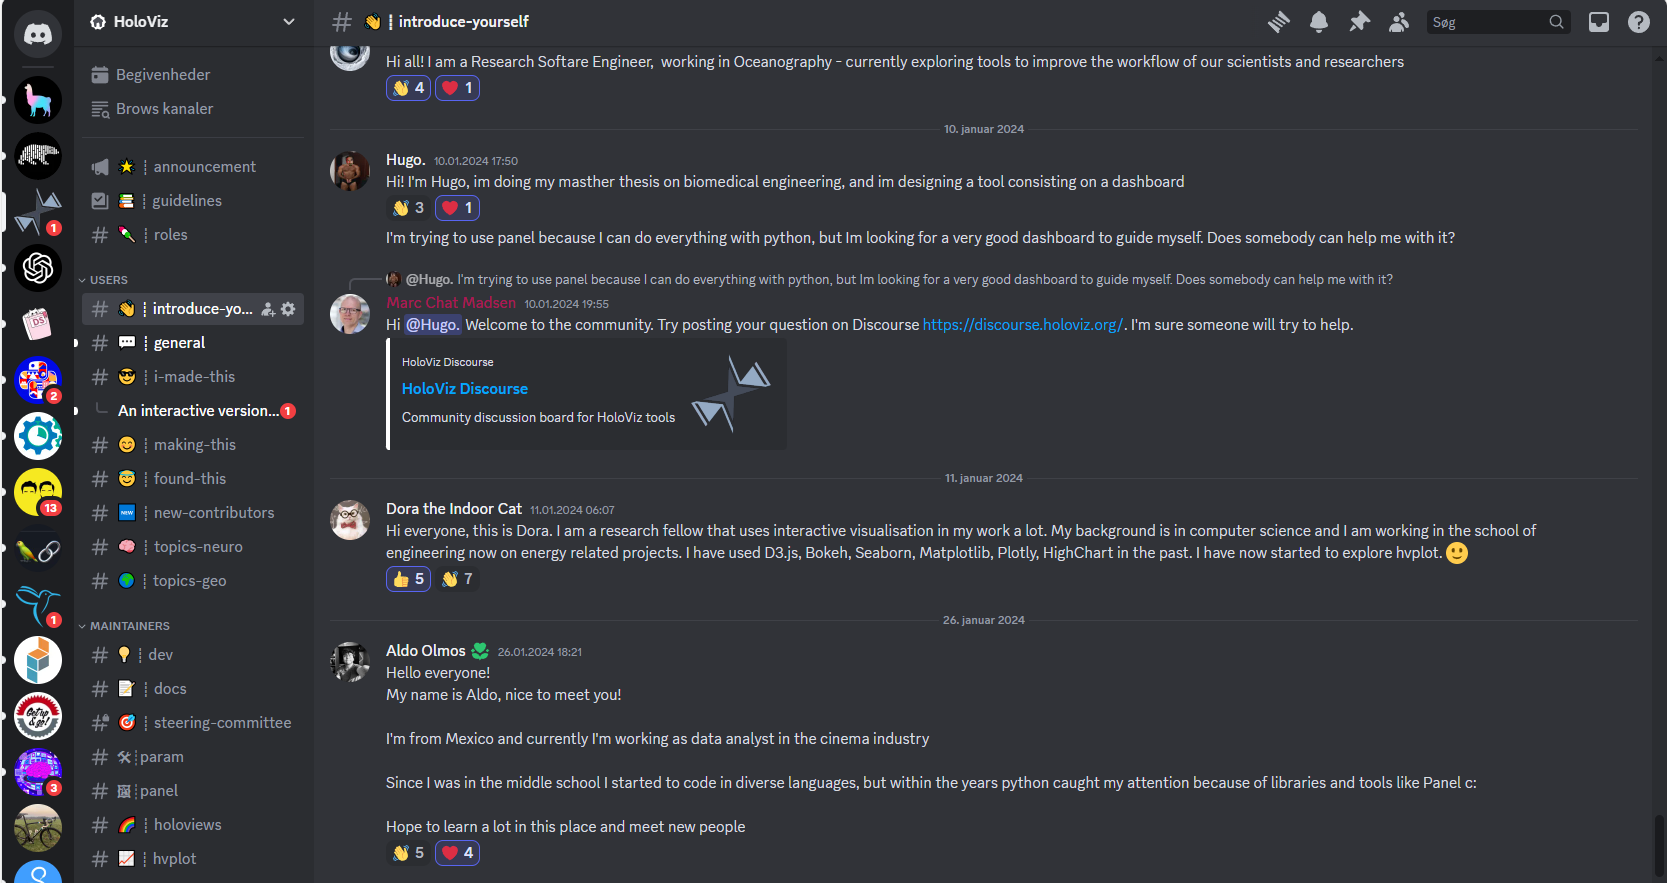 HoloViz
Begivenheder
Brows kanaler
announcement
guidelines
roles
USERS
introduce-yo...
general
i-made-this
An interactive version... 1
making-this
found-this
new-contributors
topics-neuro
topics-geo
MAINTAINERS
dev
docs
steering-committee
param
panel
holoviews
hvplot
1
DS
2
13
1
Get up
& go!
3
S
introduce-yourself
Søg
Hi all! I am a Research Softare Engineer, working in Oceanography - currently exploring tools to improve the workflow of our scientists and researchers
4 1
10. januar 2024
Hugo. 10.01.2024 17:50
Hi! I'm Hugo, im doing my masther thesis on biomedical engineering, and im designing a tool consisting on a dashboard
3 1
I'm trying to use panel because I can do everything with python, but Im looking for a very good dashboard to guide myself. Does somebody can help me with it?
@Hugo. I'm trying to use panel because I can do everything with python, but Im looking for a very good dashboard to guide myself. Does somebody can help me with it?
Marc Chat Madsen 10.01.2024 19:55
Hi @Hugo. Welcome to the community. Try posting your question on Discourse https://discourse.holoviz.org/. I'm sure someone will try to help.
HoloViz Discourse
HoloViz Discourse
Community discussion board for HoloViz tools
11. januar 2024
Dora the Indoor Cat 11.01.2024 06:07
Hi everyone, this is Dora. I am a research fellow that uses interactive visualisation in my work a lot. My background is in computer science and I am working in the school of
engineering now on energy related projects. I have used D3.js, Bokeh, Seaborn, Matplotlib, Plotly, HighChart in the past. I have now started to explore hvplot.
5 7
26. januar 2024
Aldo Olmos 26.01.2024 18:21
Hello everyone!
My name is Aldo, nice to meet you!
I'm from Mexico and currently I'm working as data analyst in the cinema industry
Since I was in the middle school I started to code in diverse languages, but within the years python caught my attention because of libraries and tools like Panel c:
Hope to learn a lot in this place and meet new people
5 4